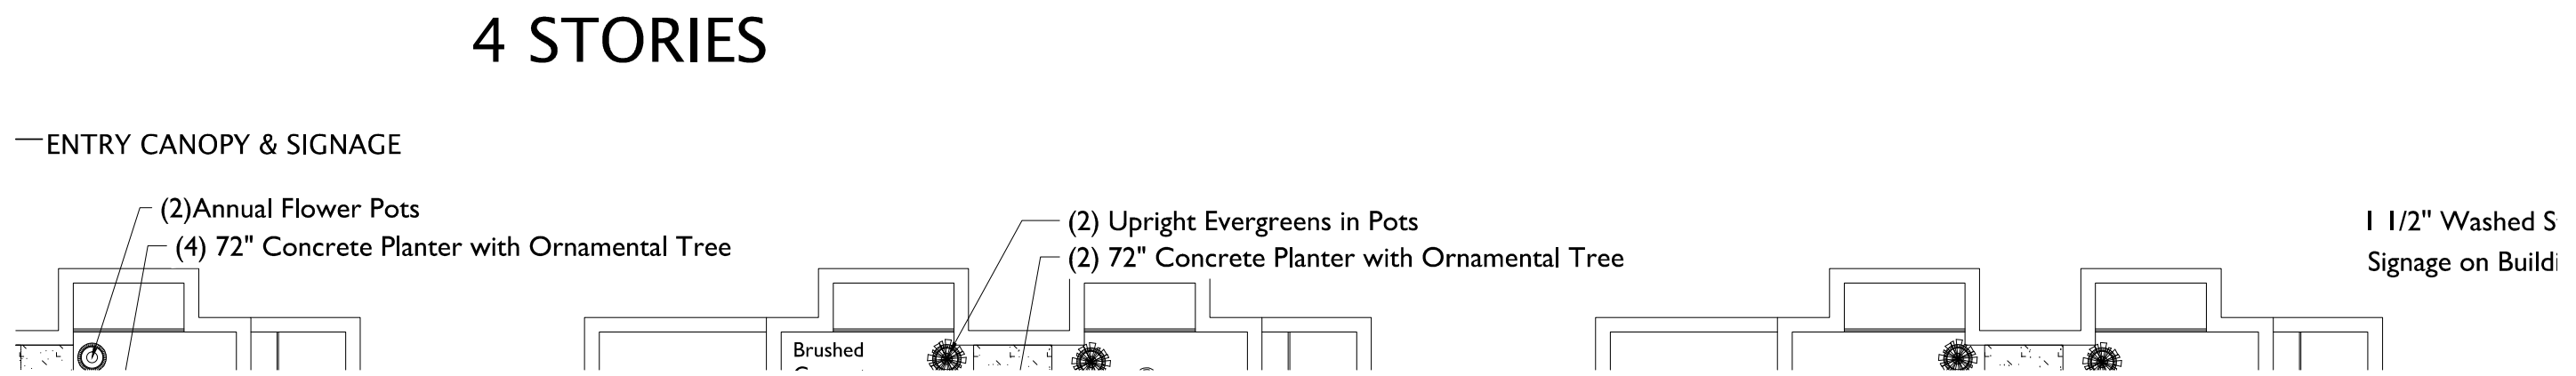 4 STORIES
ENTRY CANOPY & SIGNAGE
(2)Annual Flower Pots
(4) 72" Concrete Planter with Ornamental Tree
(2) Upright Evergreens in Pots
(2) 72" Concrete Planter with Ornamental Tree
1 1/2" Washed
Signage on
Brushed